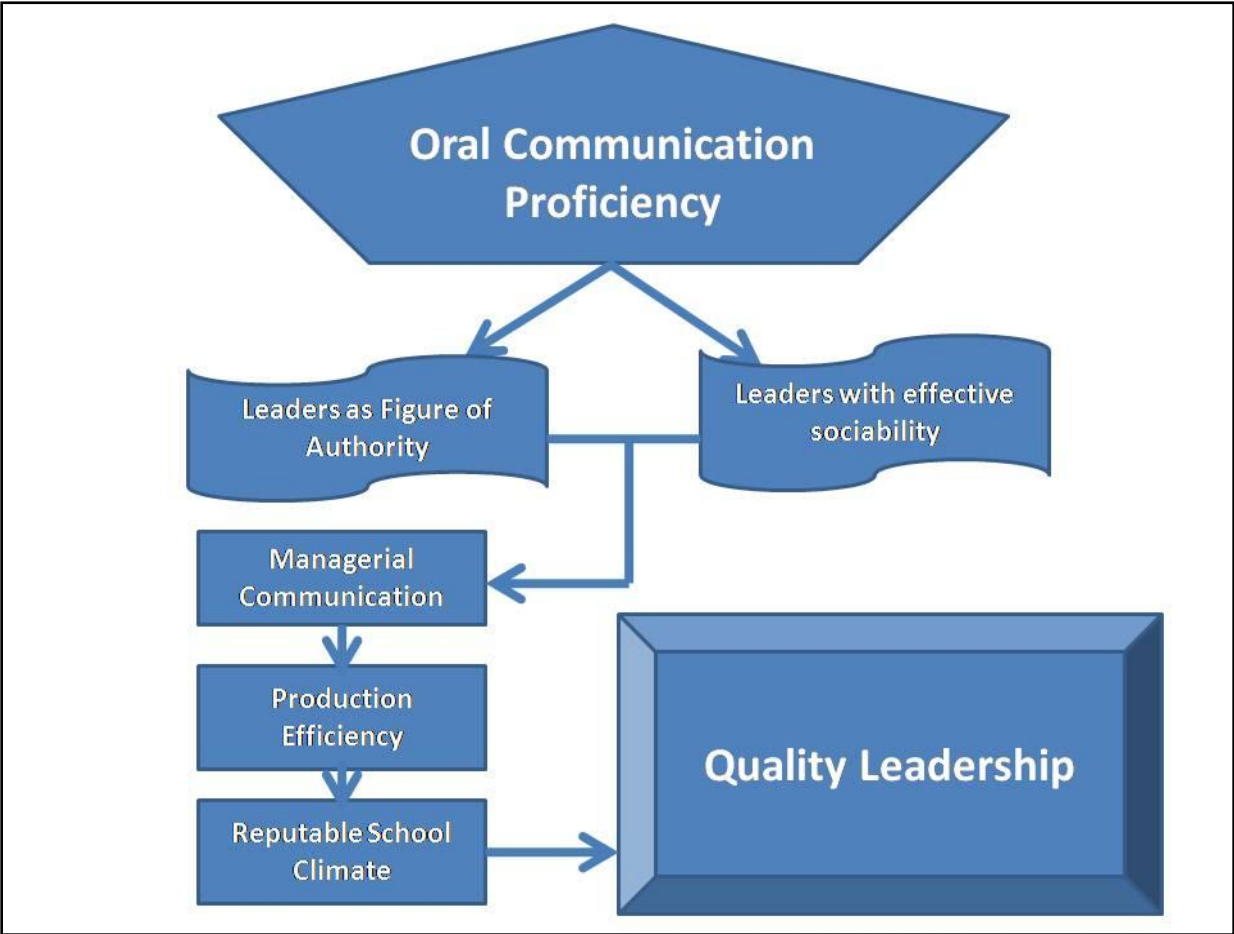 Oral Communication
Proficiency
Leaders as Figure of
Authority
Leaders with effective
sociability
Managerial
Communication
Production
Efficiency
Reputable School
Climate
Quality Leadership